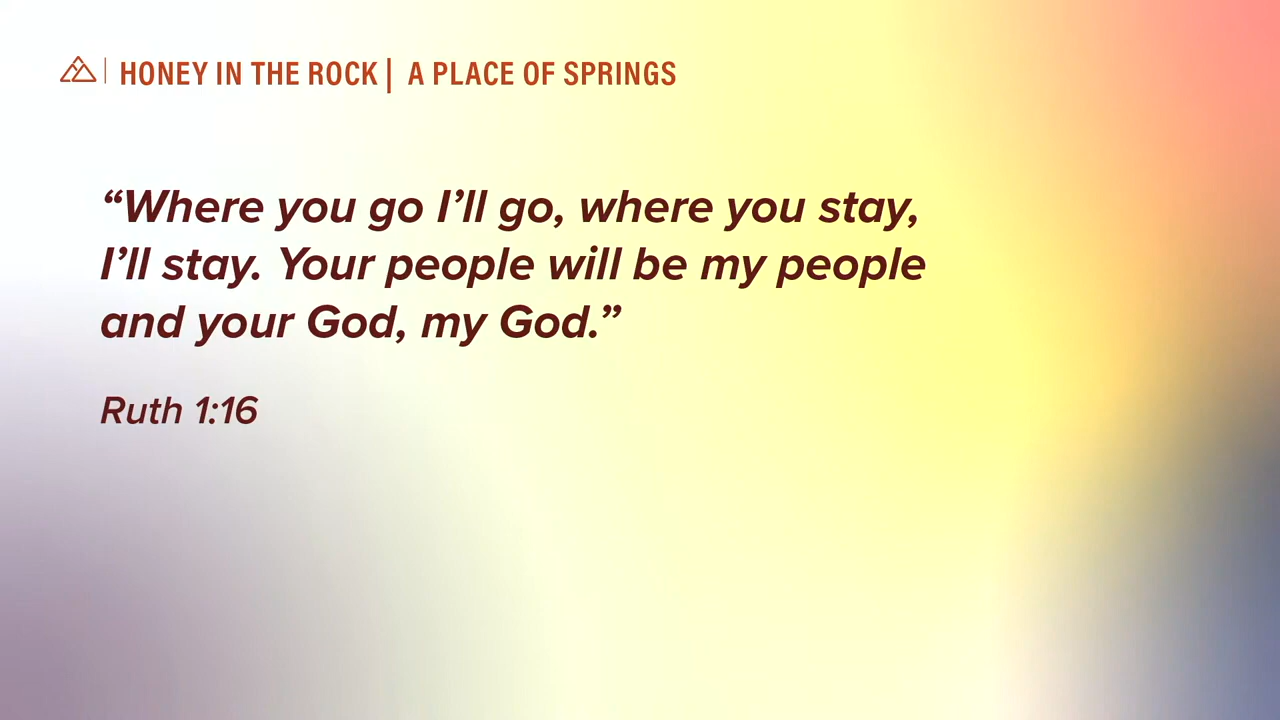 HONEY IN THE ROCK | A PLACE OF SPRINGS
“Where you go I’ll go, where you stay,
I’ll stay. Your people will be my people
and your God, my God.”
Ruth 1:16